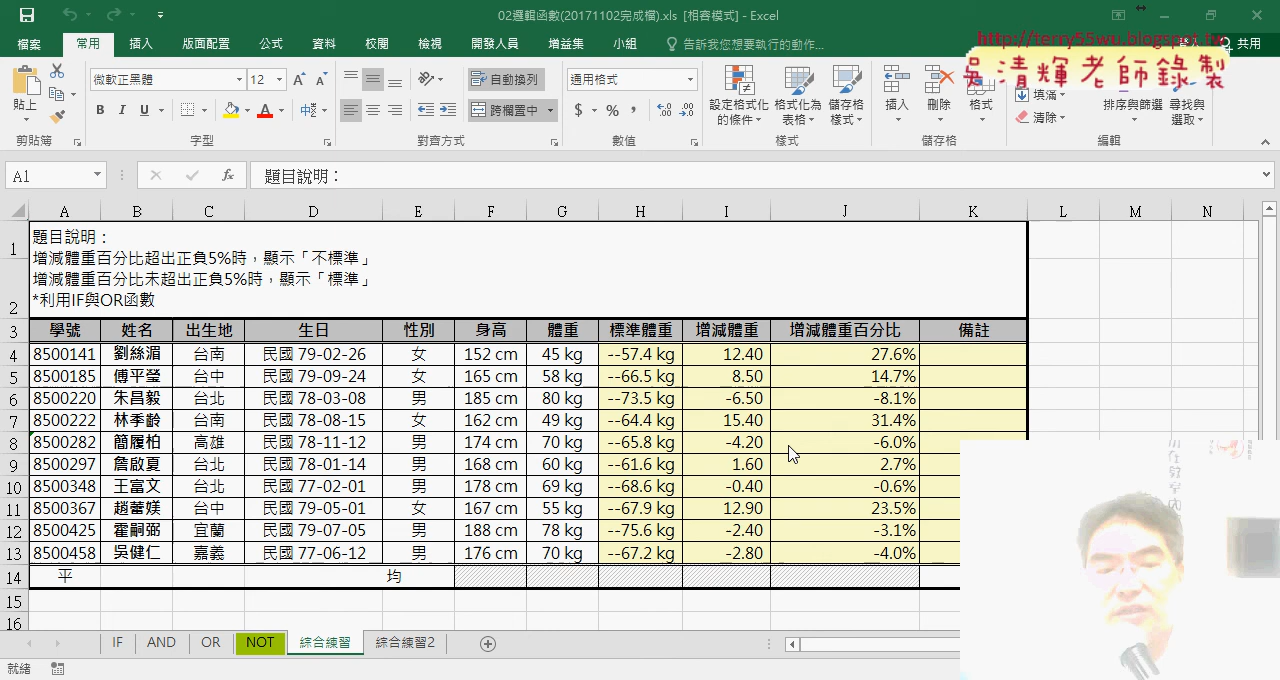 02邏輯函數(20171102完成檔).xls [相容模式] - Excel
http://terry55wu.blogspot.tw
吳清輝老師錄製
檔案 常用 插入 版面配置 公式 資料 校閱 檢視 開發人員 增益集 小組 告訴我您想要執行的動作... 登入 共用
貼上 微軟正黑體 12 自動換列 通用格式 設定格式化的條件 格式化為表格 儲存格樣式 插入 刪除 格式 填滿 清除 排序與篩選 尋找與選取
B I U 中 跨欄置中 $ % ,
剪貼簿 字型 對齊方式 數值 樣式 儲存格 編輯
A1 fx 題目說明：
A B C D E F G H I J K L M N
1 題目說明：
增減體重百分比超出正負5%時，顯示「不標準」
增減體重百分比未超出正負5%時，顯示「標準」
2 *利用IF與OR函數
3 學號 姓名 出生地 生日 性別 身高 體重 標準體重 增減體重 增減體重百分比 備註
4 8500141 劉絲湄 台南 民國 79-02-26 女 152 cm 45 kg --57.4 kg 12.40 27.6%
5 8500185 傅平瑩 台中 民國 79-09-24 女 165 cm 58 kg --66.5 kg 8.50 14.7%
6 8500220 朱昌毅 台北 民國 78-03-08 男 185 cm 80 kg --73.5 kg -6.50 -8.1%
7 8500222 林季齡 台南 民國 78-08-15 女 162 cm 49 kg --64.4 kg 15.40 31.4%
8 8500282 簡履柏 高雄 民國 78-11-12 男 174 cm 70 kg --65.8 kg -4.20 -6.0%
9 8500297 詹啟夏 台北 民國 78-01-14 男 168 cm 60 kg --61.6 kg 1.60 2.7%
10 8500348 王富文 台北 民國 77-02-01 男 178 cm 69 kg --68.6 kg -0.40 -0.6%
11 8500367 趙蕾媄 台中 民國 79-05-01 女 167 cm 55 kg --67.9 kg 12.90 23.5%
12 8500425 霍嗣弼 宜蘭 民國 79-07-05 男 188 cm 78 kg --75.6 kg -2.40 -3.1%
13 8500458 吳健仁 嘉義 民國 77-06-12 男 176 cm 70 kg --67.2 kg -2.80 -4.0%
14 平 均
15
16
IF AND OR NOT 綜合練習 綜合練習2
就緒